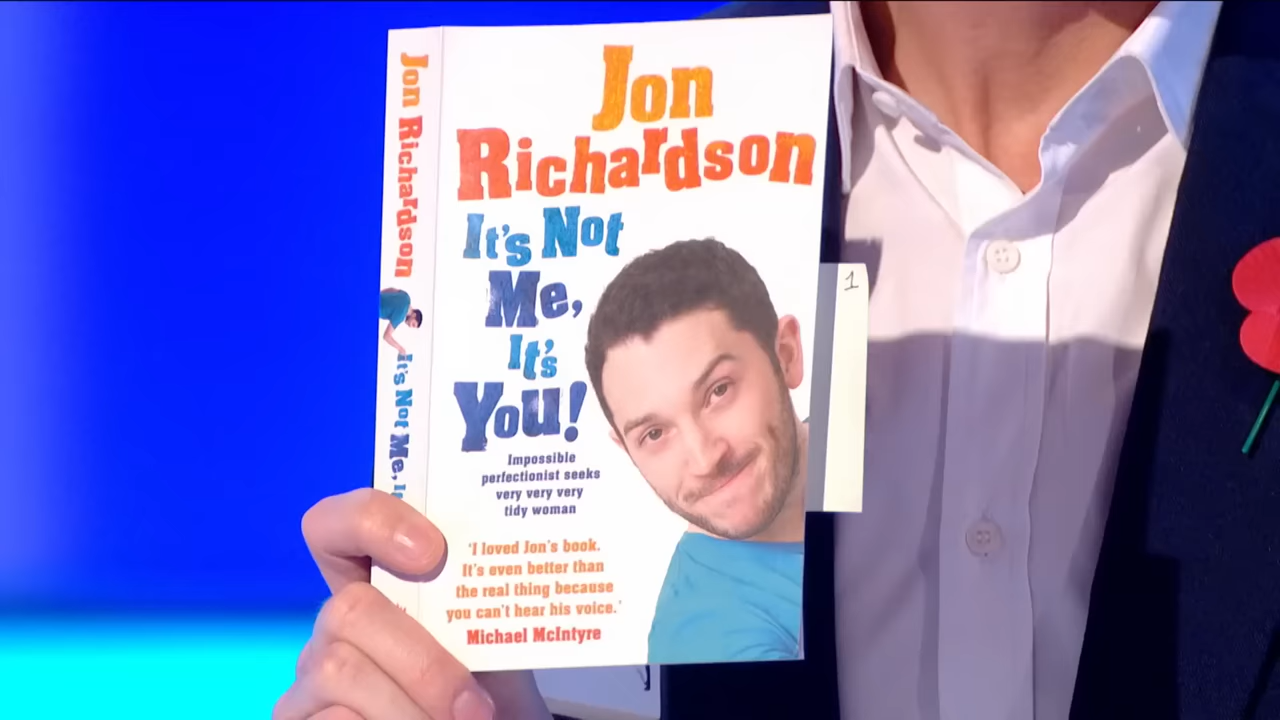 Jon
Richardson
It's Not
Me,
It's
You!
Impossible
perfectionist seeks
very very very
tidy woman
'I loved Jon's book.
It's even better than
the real thing because
you can't hear his voice.'
Michael McIntyre
Jon Richardson
It's Not Me,
1